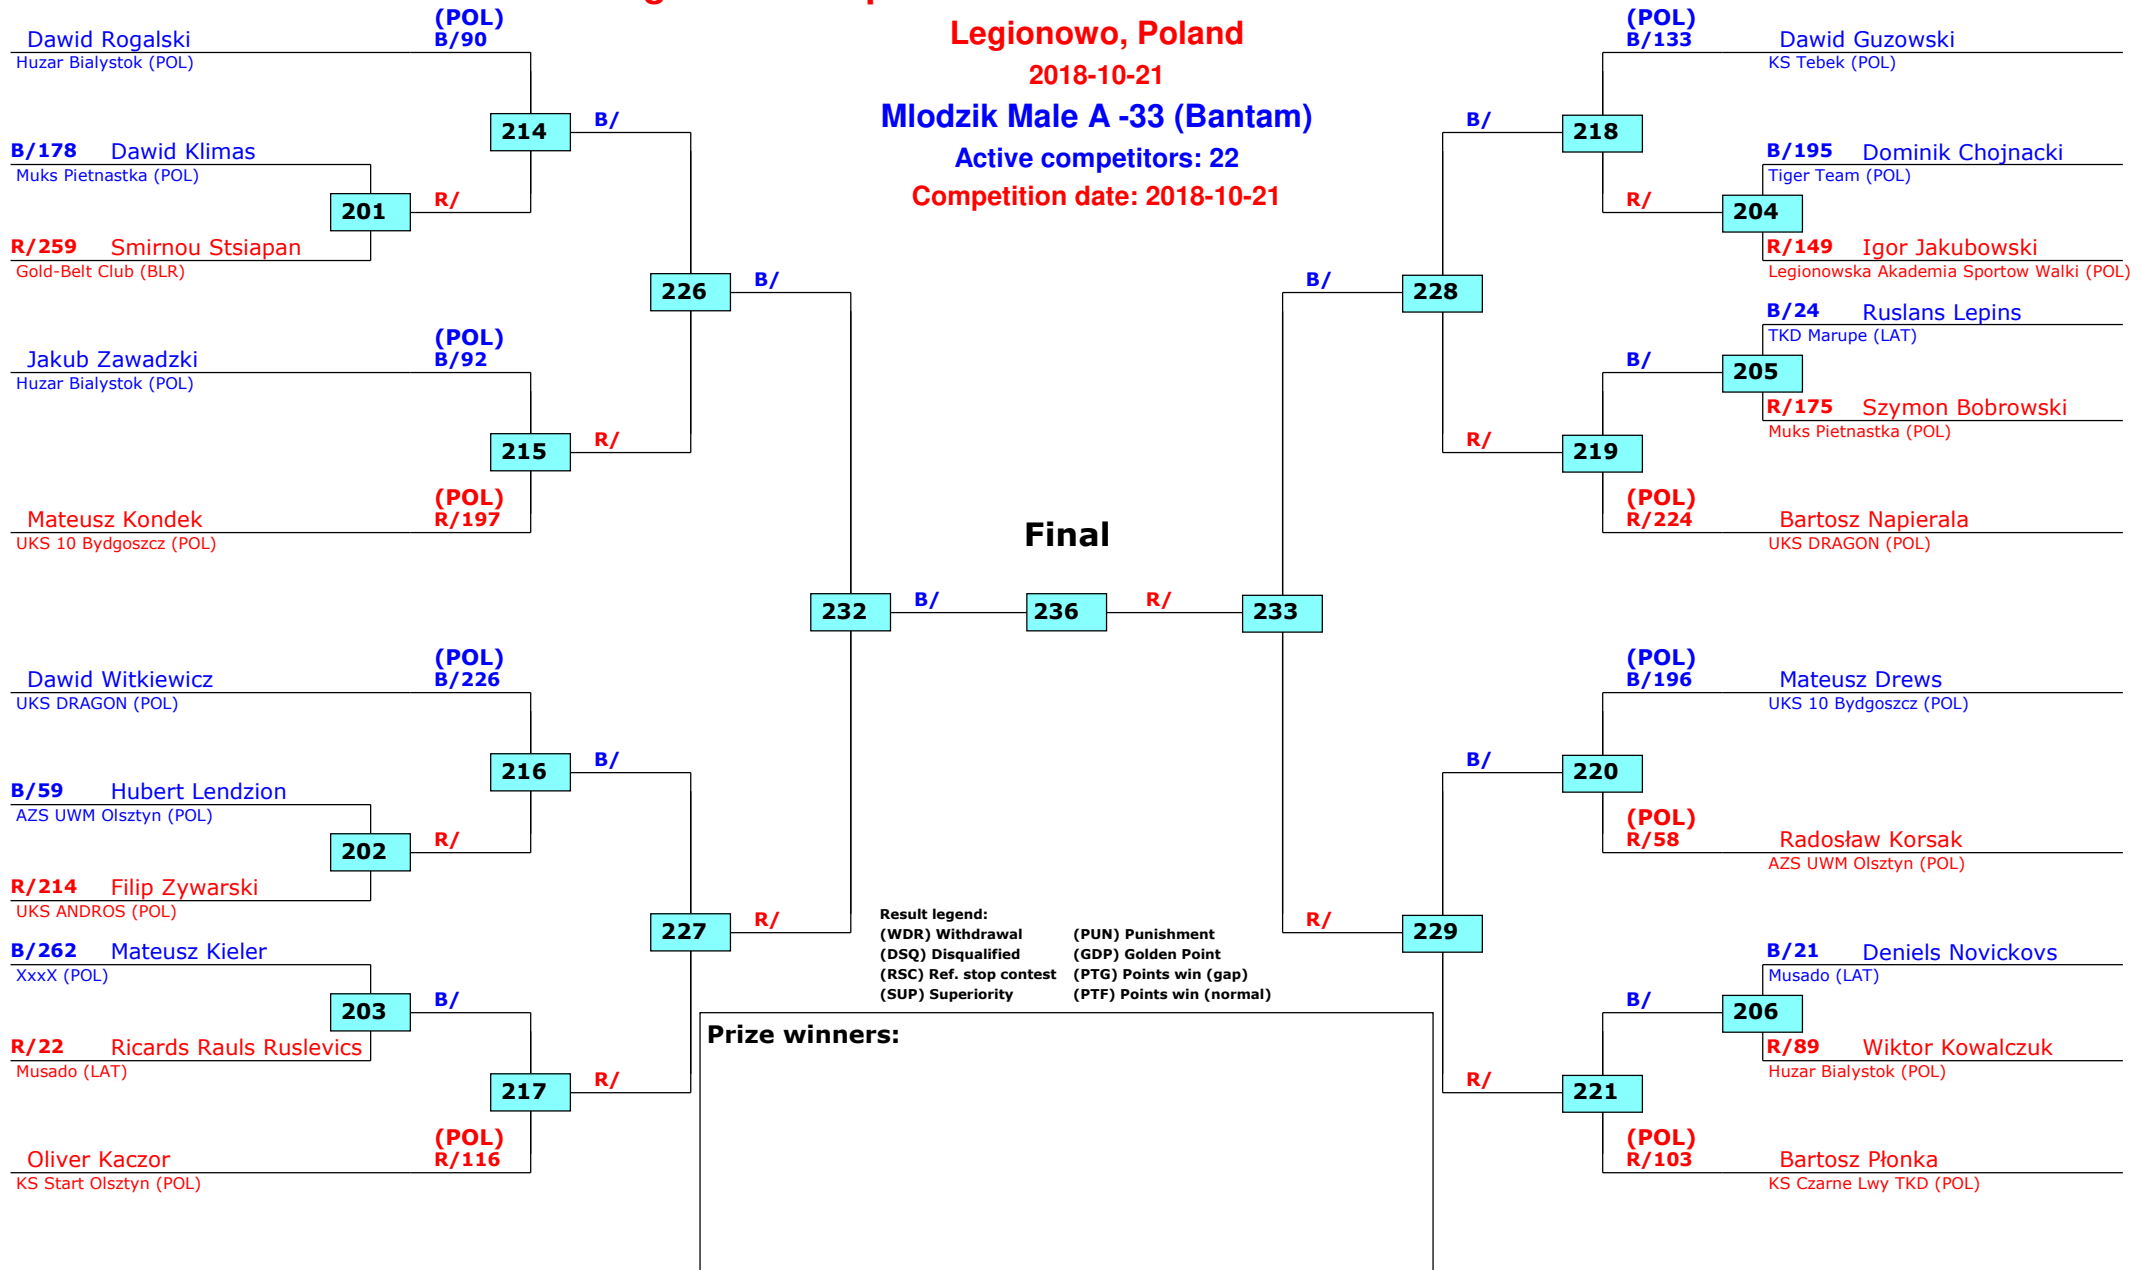 Legionowo, Poland
2018-10-21
Mlodzik Male A -33 (Bantam)
Active competitors: 22
Competition date: 2018-10-21
(POL)
Dawid Rogalski B/90
Huzar Bialystok (POL)
214
B/
B/178 Dawid Klimas
Muks Pietnastka (POL)
201
R/
R/259 Smirnou Stsiapan
Gold-Belt Club (BLR)
226
B/
(POL)
Jakub Zawadzki B/92
Huzar Bialystok (POL)
215
R/
(POL)
Mateusz Kondek R/197
UKS 10 Bydgoszcz (POL)
(POL)
Dawid Witkiewicz B/226
UKS DRAGON (POL)
216
B/
B/59 Hubert Lendzion
AZS UWM Olsztyn (POL)
202
R/
R/214 Filip Zywarski
UKS ANDROS (POL)
227
R/
B/262 Mateusz Kieler
XxxX (POL)
203
B/
R/22 Ricards Rauls Ruslevics
Musado (LAT)
217
R/
(POL)
Oliver Kaczor R/116
KS Start Olsztyn (POL)
Final
232 B/ 236 R/ 233
(POL)
B/133 Dawid Guzowski
KS Tebek (POL)
B/
218
B/195 Dominik Chojnacki
Tiger Team (POL)
R/
204
R/149 Igor Jakubowski
Legionowska Akademia Sportow Walki (POL)
B/
228
B/24 Ruslans Lepins
TKD Marupe (LAT)
B/
205
R/175 Szymon Bobrowski
Muks Pietnastka (POL)
R/
219
(POL)
R/224 Bartosz Napierala
UKS DRAGON (POL)
(POL)
B/196 Mateusz Drews
UKS 10 Bydgoszcz (POL)
B/
220
(POL)
R/58 Radosław Korsak
AZS UWM Olsztyn (POL)
R/
229
B/21 Deniels Novickovs
Musado (LAT)
B/
206
R/89 Wiktor Kowalczuk
Huzar Bialystok (POL)
R/
221
(POL)
R/103 Bartosz Płonka
KS Czarne Lwy TKD (POL)
Result legend:
(WDR) Withdrawal (PUN) Punishment
(DSQ) Disqualified (GDP) Golden Point
(RSC) Ref. stop contest (PTG) Points win (gap)
(SUP) Superiority (PTF) Points win (normal)
Prize winners: